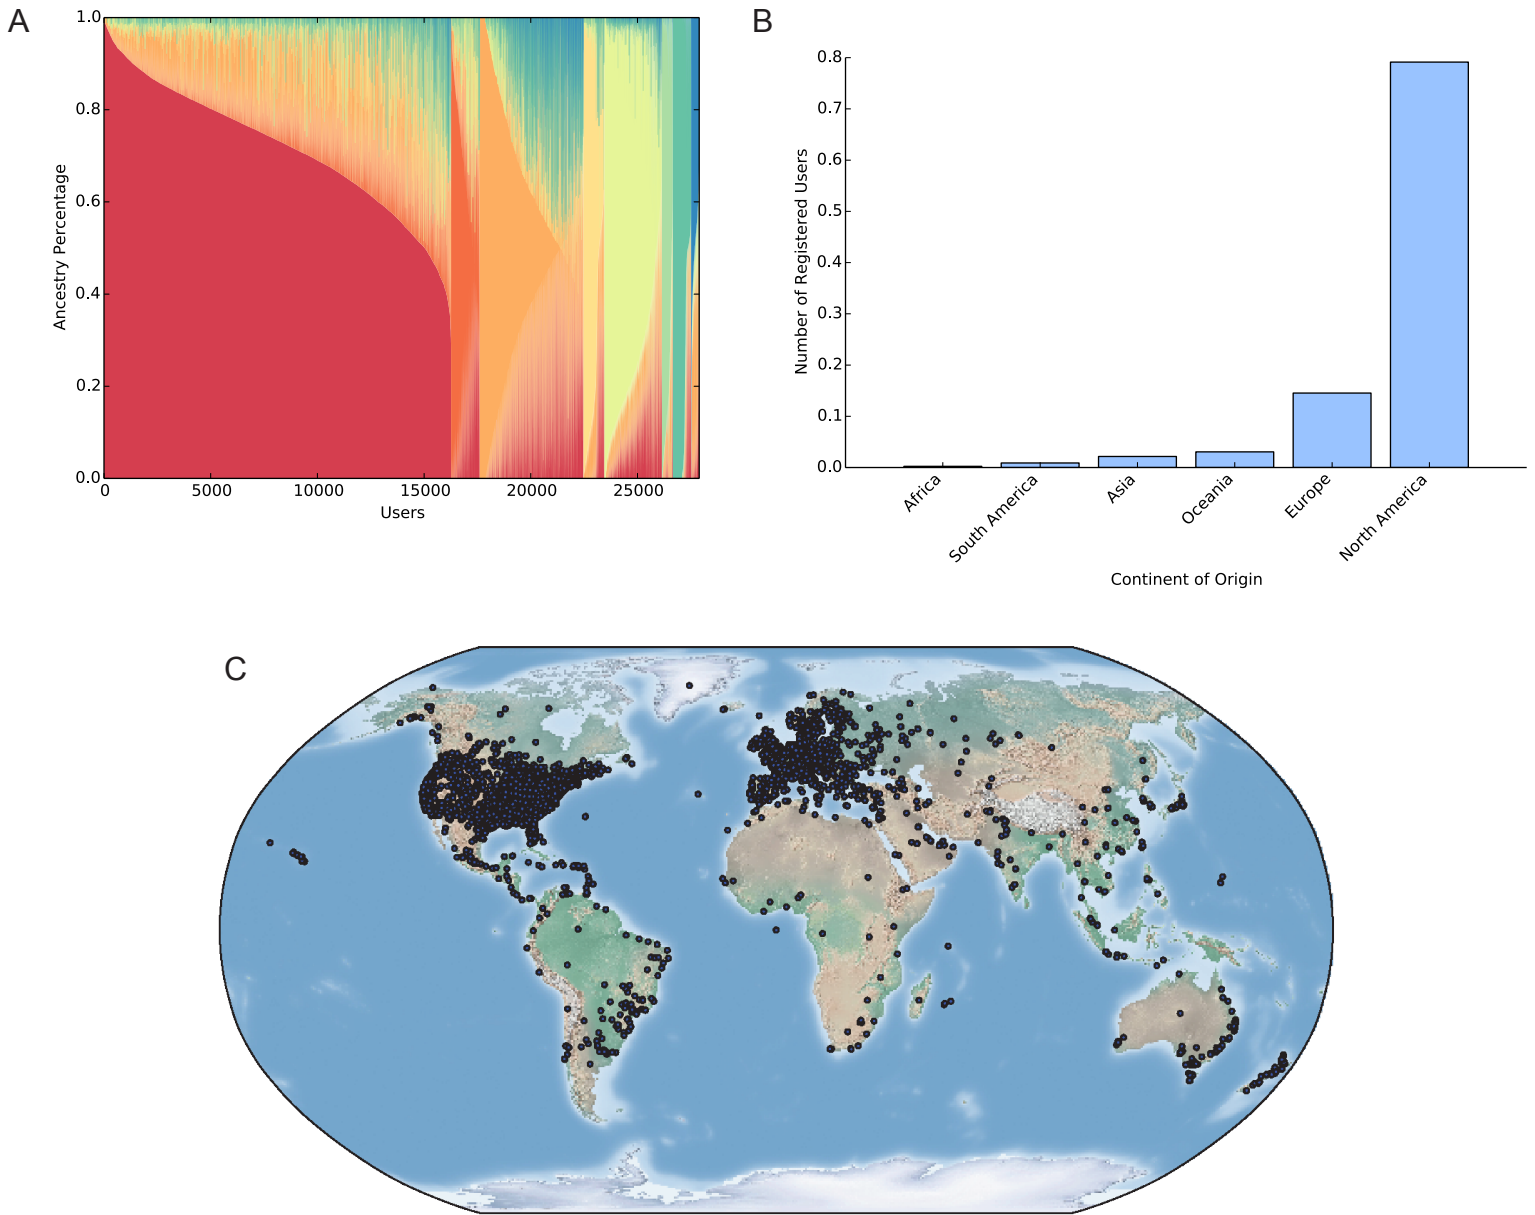 A
1.0
0.8
0.6
0.4
0.2
0.0
Ancestry Percentage
0 5000 10000 15000 20000 25000
Users
B
0.8
0.7
0.6
0.5
0.4
0.3
0.2
0.1
0.0
Number of Registered Users
Africa
South America
Asia
Oceania
Europe
North America
Continent of Origin
C